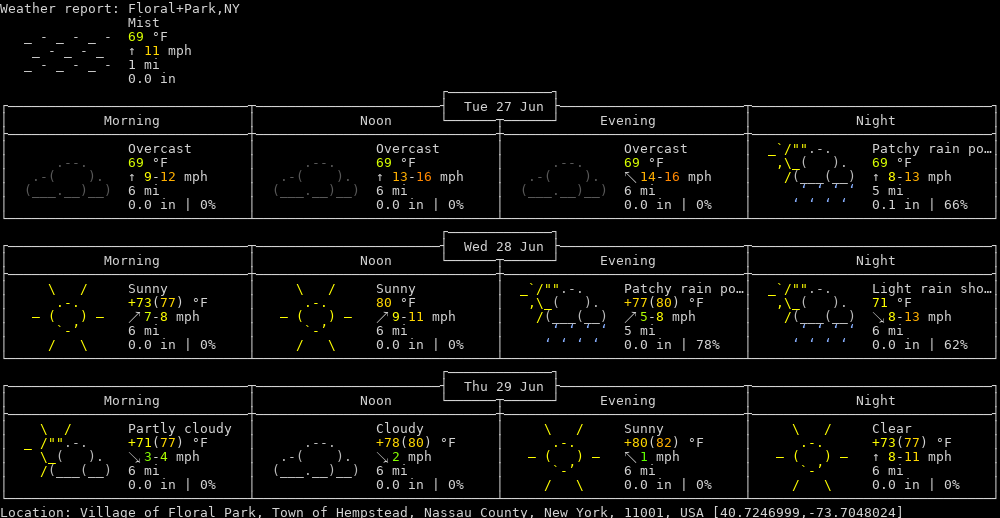 Weather report: Floral+Park,NY
Mist
69 °F
↑ 11 mph
1 mi
0.0 in
Tue 27 Jun
Morning Noon Evening Night
Overcast Overcast Overcast Patchy rain po…
69 °F 69 °F 69 °F 69 °F
↑ 9-12 mph ↑ 13-16 mph ↖ 14-16 mph ↑ 8-13 mph
6 mi 6 mi 6 mi 5 mi
0.0 in | 0% 0.0 in | 0% 0.0 in | 0% 0.1 in | 66%
Wed 28 Jun
Morning Noon Evening Night
Sunny Sunny Patchy rain po… Light rain sho…
+73(77) °F 80 °F +77(80) °F 71 °F
↗ 7-8 mph ↗ 9-11 mph ↗ 5-8 mph ↘ 8-13 mph
6 mi 6 mi 5 mi 6 mi
0.0 in | 0% 0.0 in | 0% 0.0 in | 78% 0.0 in | 62%
Thu 29 Jun
Morning Noon Evening Night
Partly cloudy Cloudy Sunny Clear
+71(77) °F +78(80) °F +80(82) °F +73(77) °F
↘ 3-4 mph ↘ 2 mph ↖ 1 mph ↑ 8-11 mph
6 mi 6 mi 6 mi 6 mi
0.0 in | 0% 0.0 in | 0% 0.0 in | 0% 0.0 in | 0%
Location: Village of Floral Park, Town of Hempstead, Nassau County, New York, 11001, USA [40.7246999,-73.7048024]